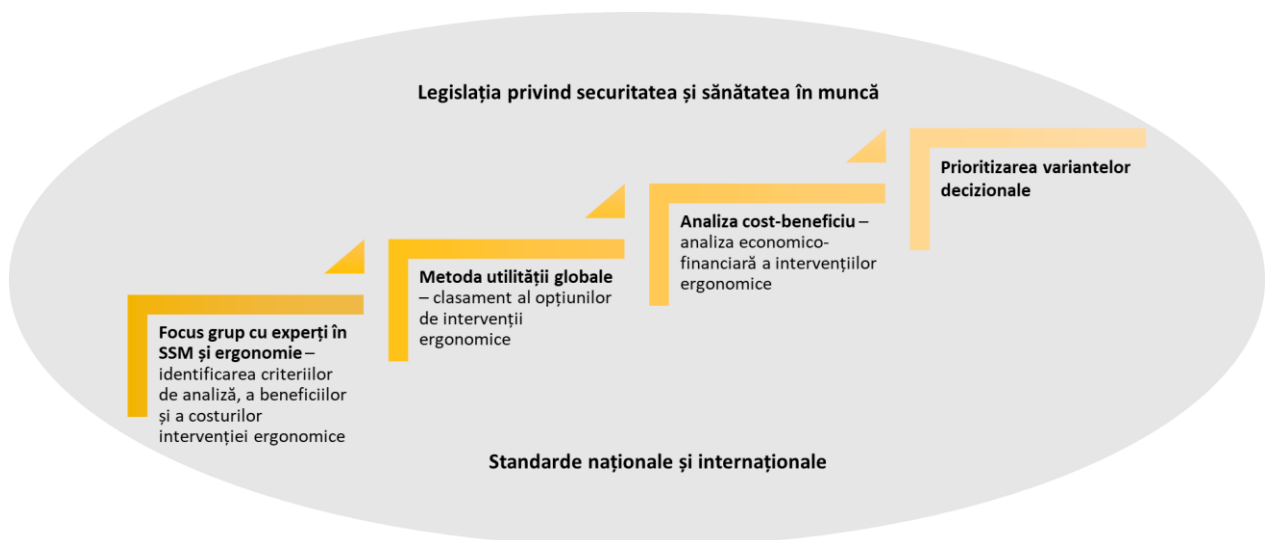 Legislația privind securitatea și sănătatea în muncă
Prioritizarea variantelor
decizionale
Analiza cost-beneficiu –
analiza economico-
financiară a intervențiilor
ergonomice
Metoda utilității globale
– clasament al opțiunilor
de intervenții
ergonomice
Focus grup cu experți în
SSM și ergonomie –
identificarea criteriilor
de analiză, a beneficiilor
și a costurilor
intervenției ergonomice
Standarde naționale și internaționale